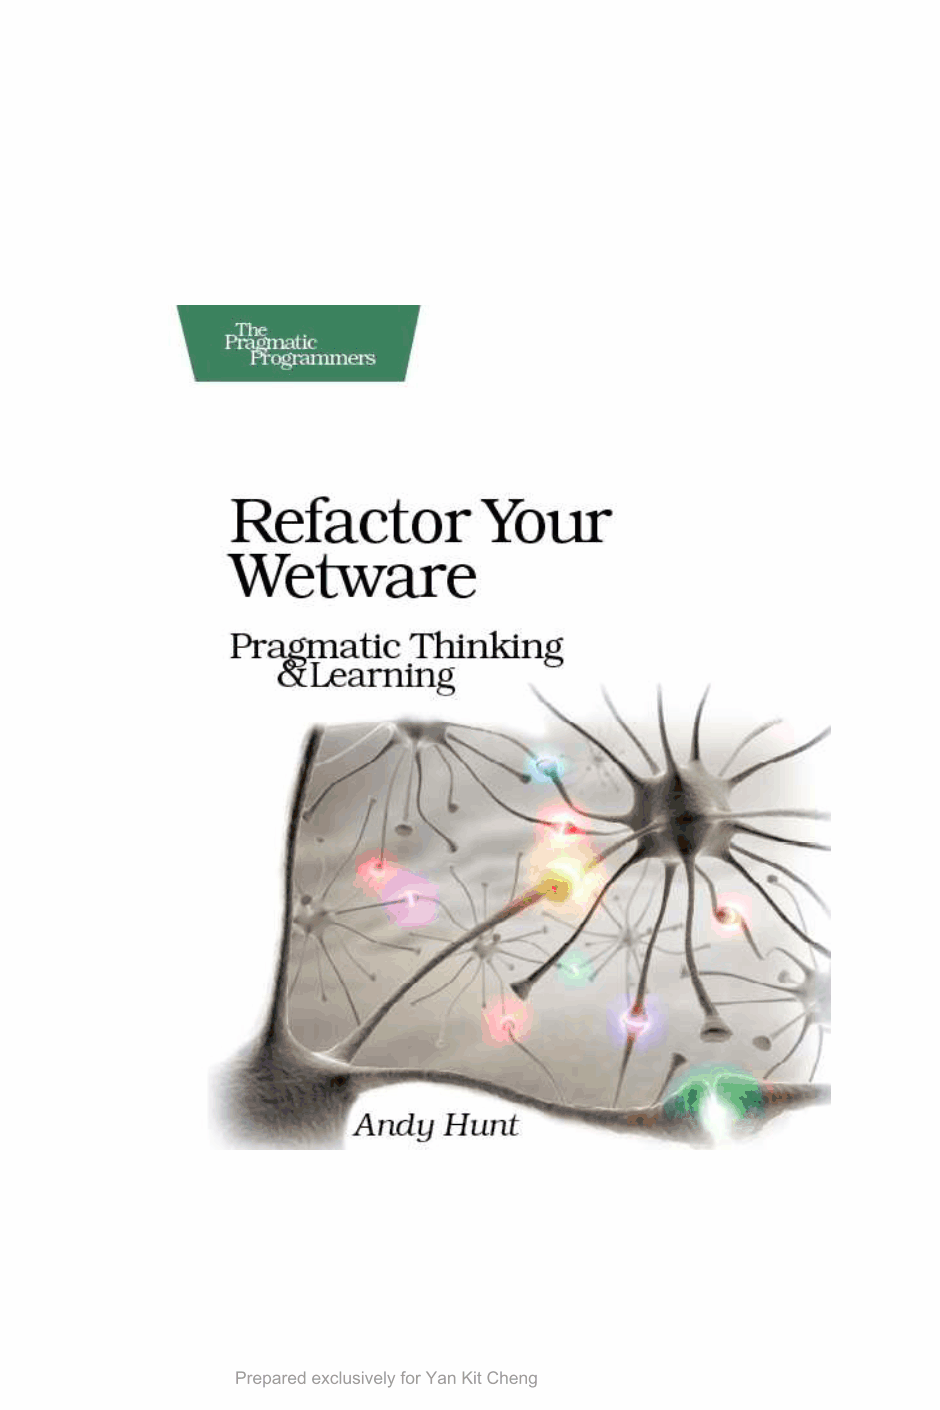 The
Pragmatic
Programmers
Refactor Your
Wetware
Pragmatic Thinking
&Learning
Andy Hunt
Prepared exclusively for Yan Kit Cheng